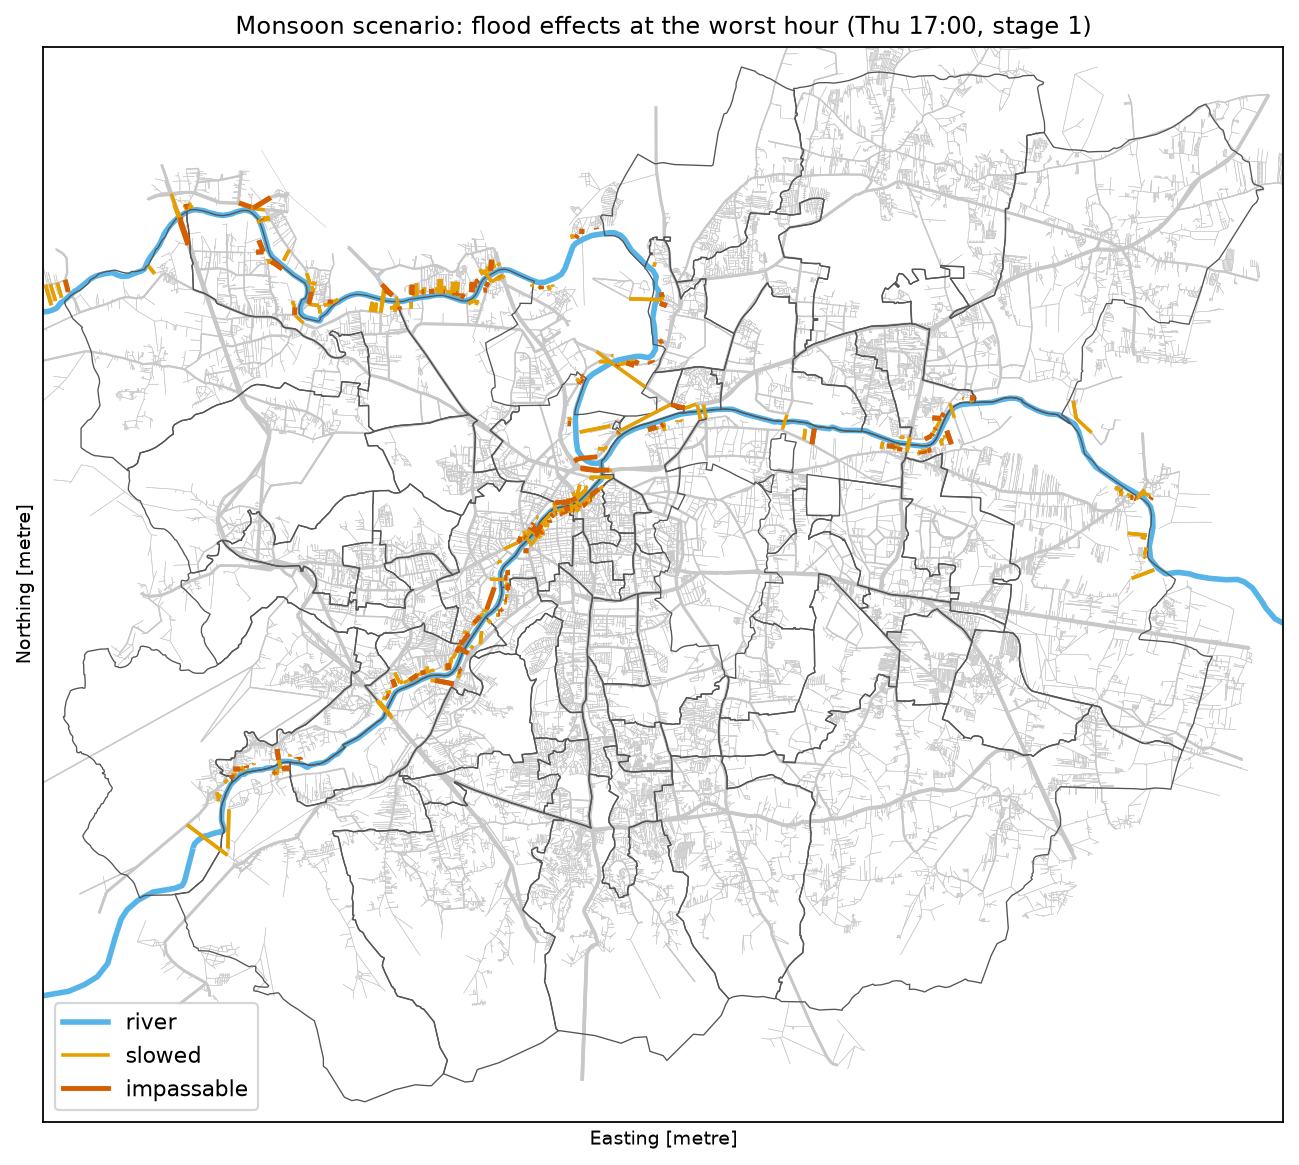 Monsoon scenario: flood effects at the worst hour (Thu 17:00, stage 1)
Northing [metre]
river
slowed
impassable
Easting [metre]